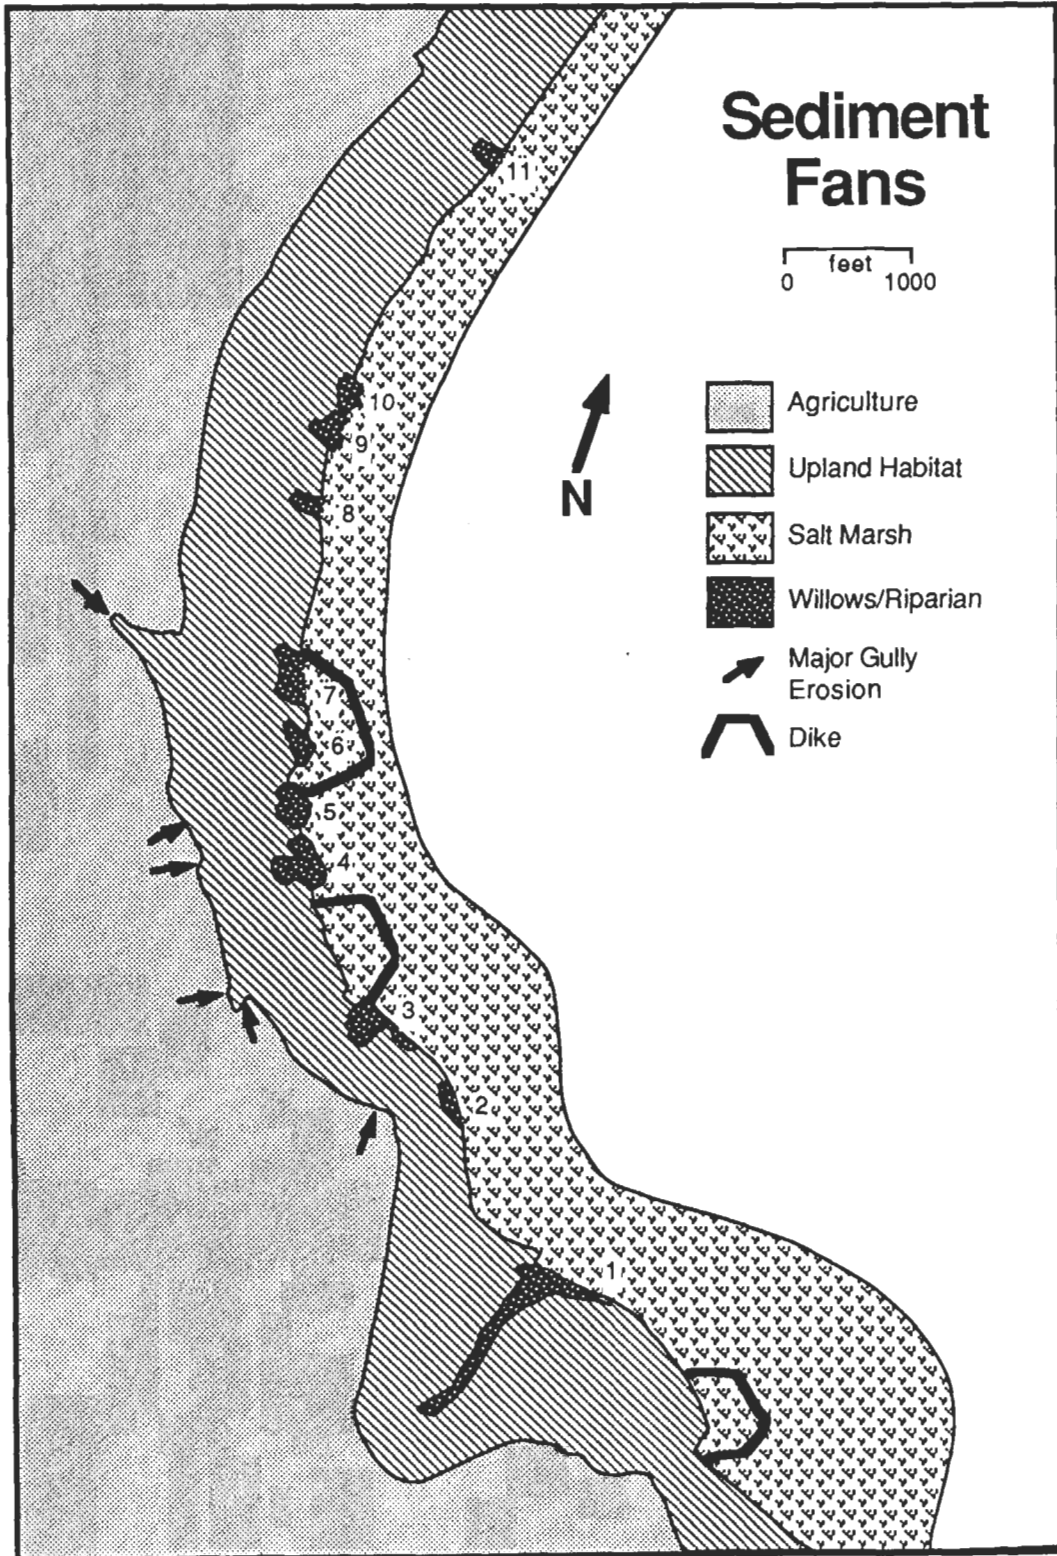 Sediment
Fans
feet
0 1000
11
10
9
8
N
Agriculture
Upland Habitat
Salt Marsh
Willows/Riparian
Major Gully
Erosion
Dike
7
6
5
4
3
2
1